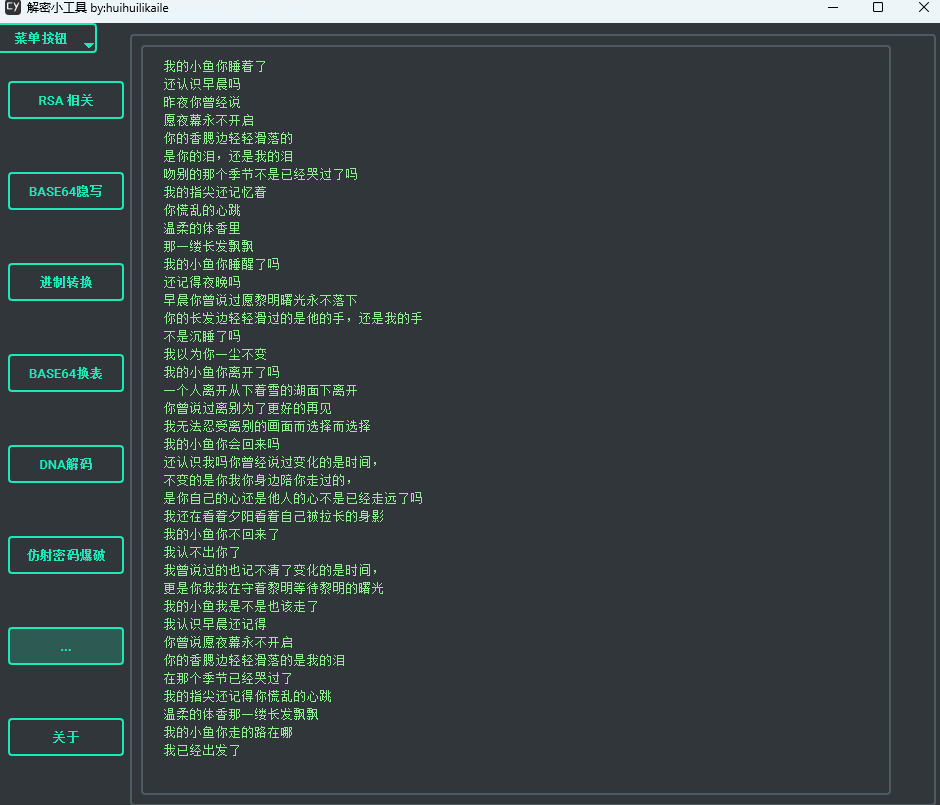 CY 解密小工具 by:huihuilikaile
菜单按钮
RSA 相关
BASE64隐写
进制转换
BASE64换表
DNA解码
仿射密码爆破
...
关于
我的小鱼你睡着了
还认识早晨吗
昨夜你曾经说
愿夜幕永不开启
你的香腮边轻轻滑落的
是你的泪，还是我的泪
吻别的那个季节不是已经哭过了吗
我的指尖还记忆着
你慌乱的心跳
温柔的体香里
那一缕长发飘飘
我的小鱼你睡醒了吗
还记得夜晚吗
早晨你曾说过愿黎明曙光永不落下
你的长发边轻轻滑过的是他的手，还是我的手
不是沉睡了吗
我以为你一尘不变
我的小鱼你离开了吗
一个人离开从下着雪的湖面下离开
你曾说过离别为了更好的再见
我无法忍受离别的画面而选择而选择
我的小鱼你会回来吗
还认识我吗你曾经说过变化的是时间，
不变的是你我你身边陪你走过的，
是你自己的心还是他人的心不是已经走远了吗
我还在看着夕阳看着自己被拉长的身影
我的小鱼你不回来了
我认不出你了
我曾说过的也记不清了变化的是时间，
更是你我我在守着黎明等待黎明的曙光
我的小鱼我是不是也该走了
我认识早晨还记得
你曾说愿夜幕永不开启
你的香腮边轻轻滑落的是我的泪
在那个季节已经哭过了
我的指尖还记得你慌乱的心跳
温柔的体香那一缕长发飘飘
我的小鱼你走的路在哪
我已经出发了